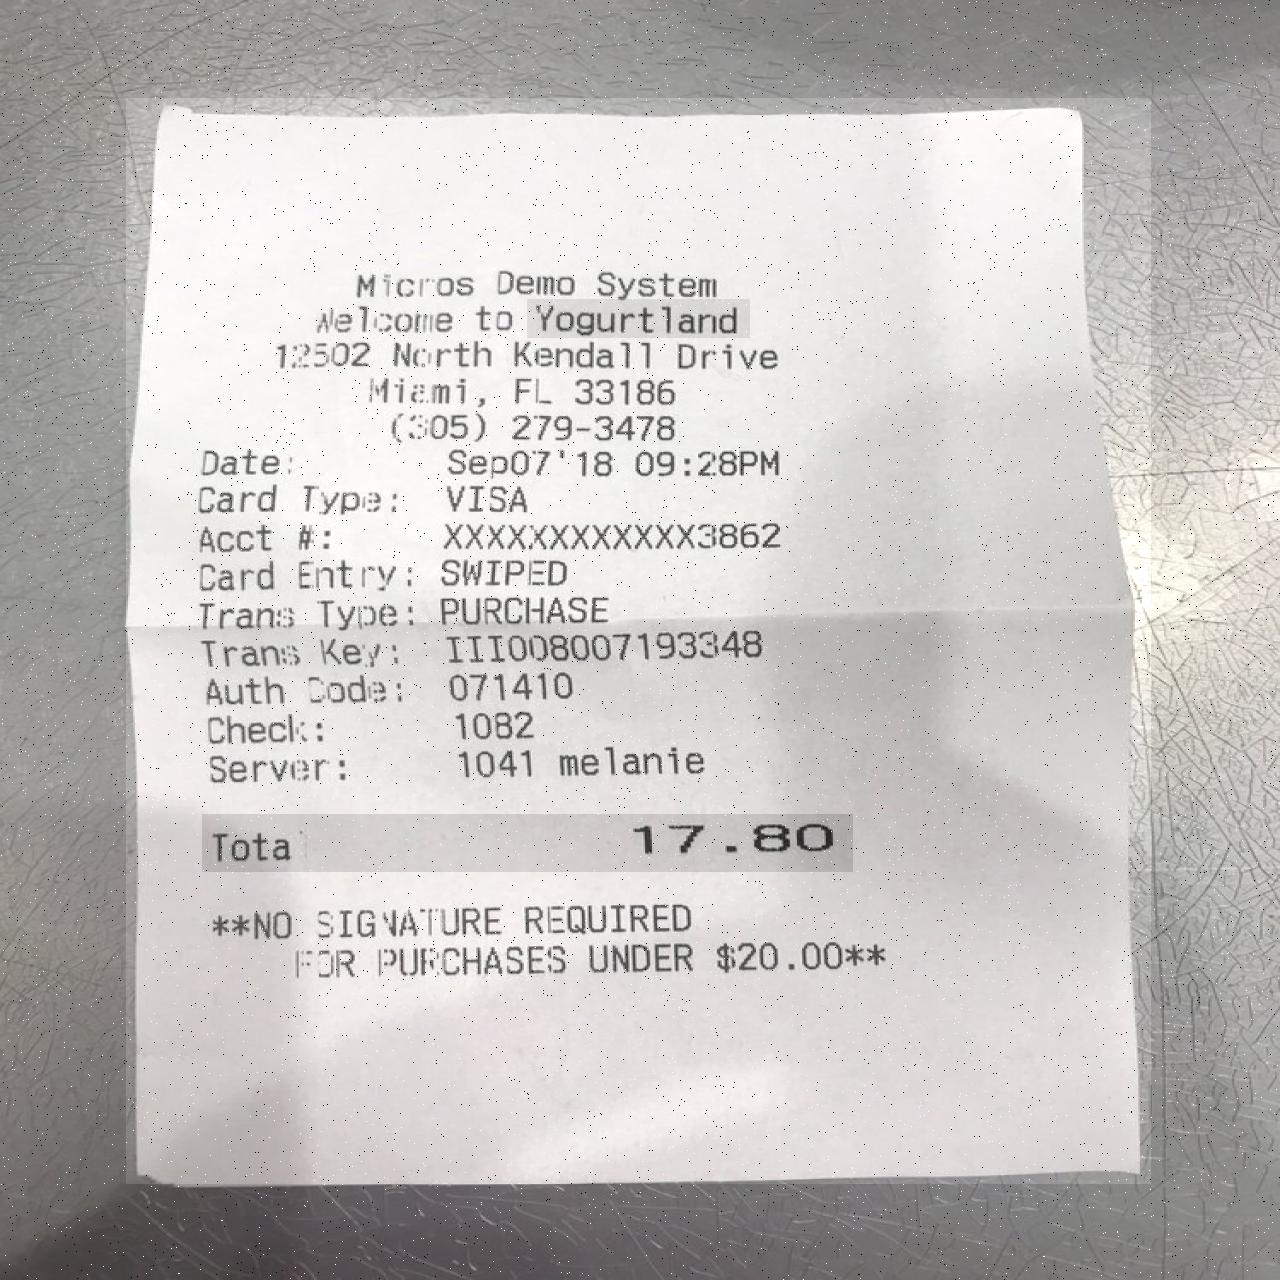 Micros Demo System
Welcome to Yogurtland
12502 North Kendall Drive
Miami, FL 33186
(305) 279-3478
Date: Sep07'18 09:28PM
Card Type: VISA
Acct #: XXXXXXXXXXXX3862
Card Entry: SWIPED
Trans Type: PURCHASE
Trans Key: III008007193348
Auth Code: 071410
Check: 1082
Server: 1041 melanie
Tota 17.80
**NO SIGNATURE REQUIRED
FOR PURCHASES UNDER $20.00**